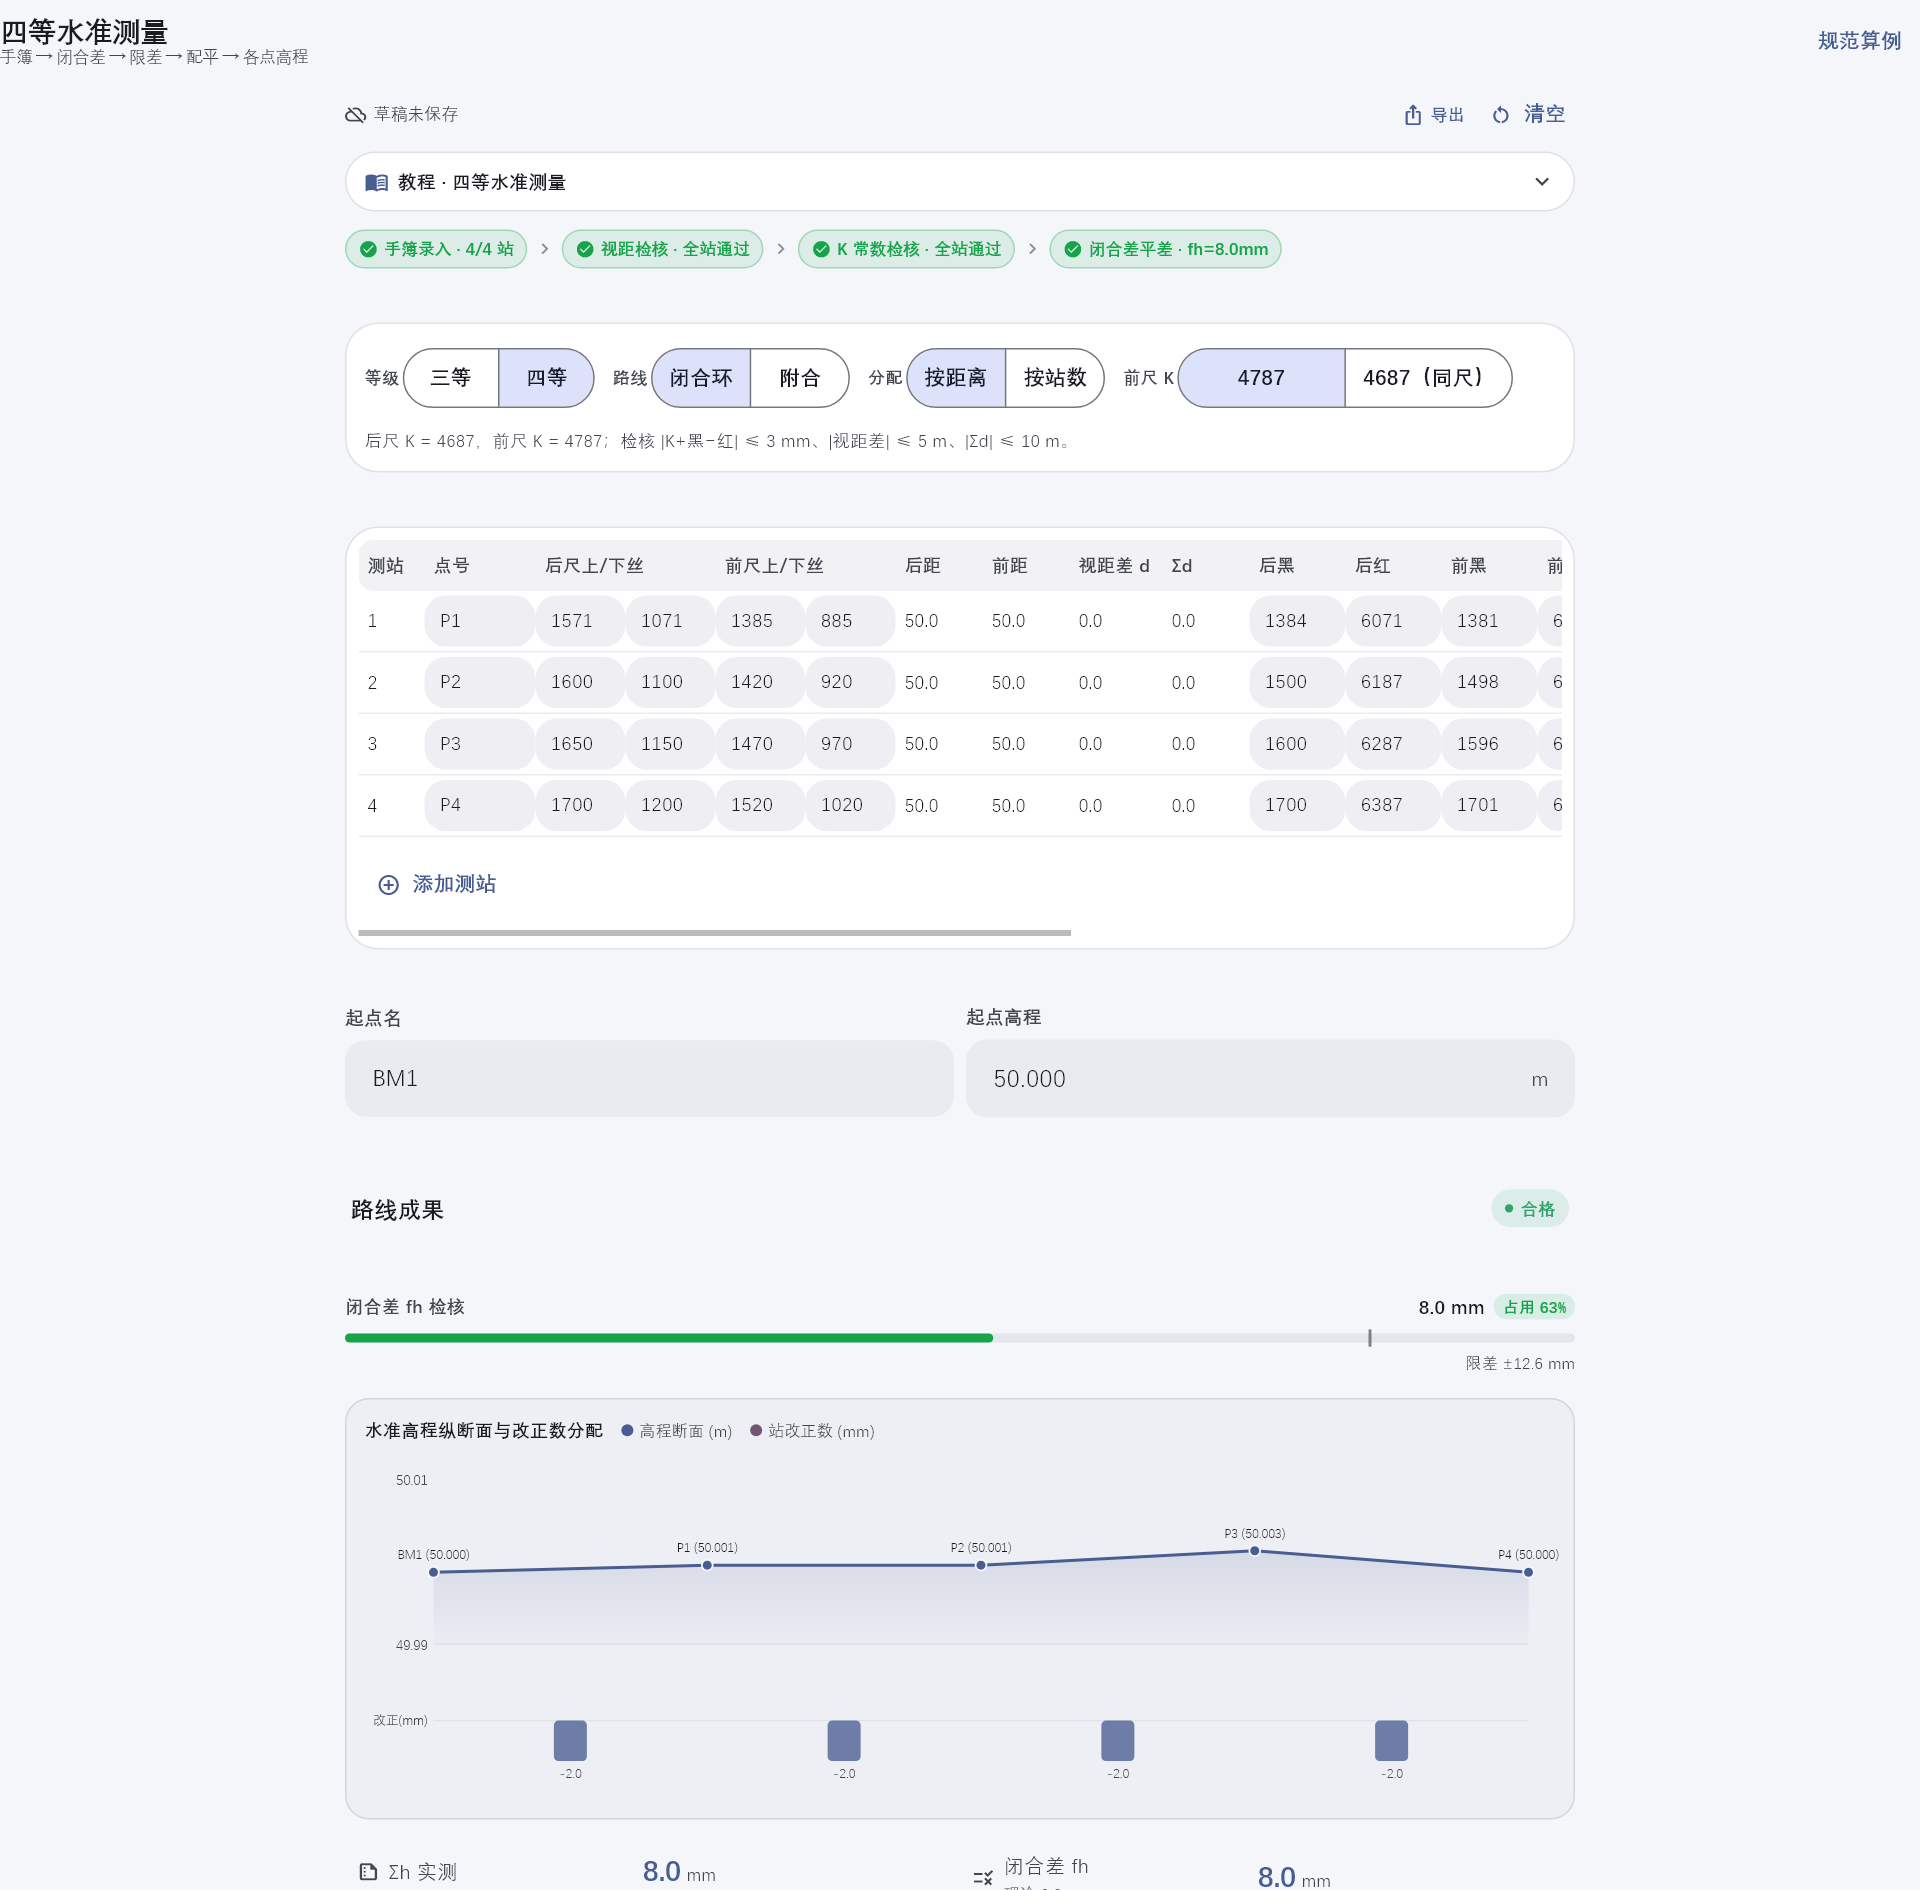 四等水准测量
手簿 → 闭合差 → 限差 → 配平 → 各点高程
规范算例
草稿未保存
导出 清空
教程 · 四等水准测量
手簿录入 · 4/4 站 视距检核 · 全站通过 K 常数检核 · 全站通过 闭合差平差 · fh=8.0mm
等级 三等 四等 路线 闭合环 附合 分配 按距离 按站数 前尺 K 4787 4687（同尺）
后尺 K = 4687，前尺 K = 4787；检核 |K+黑−红| ≤ 3 mm、|视距差| ≤ 5 m、|Σd| ≤ 10 m。
测站 点号 后尺上/下丝 前尺上/下丝 后距 前距 视距差 d Σd 后黑 后红 前黑 前
1 P1 1571 1071 1385 885 50.0 50.0 0.0 0.0 1384 6071 1381 6
2 P2 1600 1100 1420 920 50.0 50.0 0.0 0.0 1500 6187 1498 6
3 P3 1650 1150 1470 970 50.0 50.0 0.0 0.0 1600 6287 1596 6
4 P4 1700 1200 1520 1020 50.0 50.0 0.0 0.0 1700 6387 1701 6
添加测站
起点名 起点高程
BM1 50.000 m
路线成果 合格
闭合差 fh 检核 8.0 mm 占用 63%
限差 ±12.6 mm
水准高程纵断面与改正数分配 高程断面 (m) 站改正数 (mm)
50.01
BM1 (50.000) P1 (50.001) P2 (50.001) P3 (50.003) P4 (50.000)
49.99
改正(mm)
-2.0 -2.0 -2.0 -2.0
Σh 实测 8.0 mm 闭合差 fh 8.0 mm